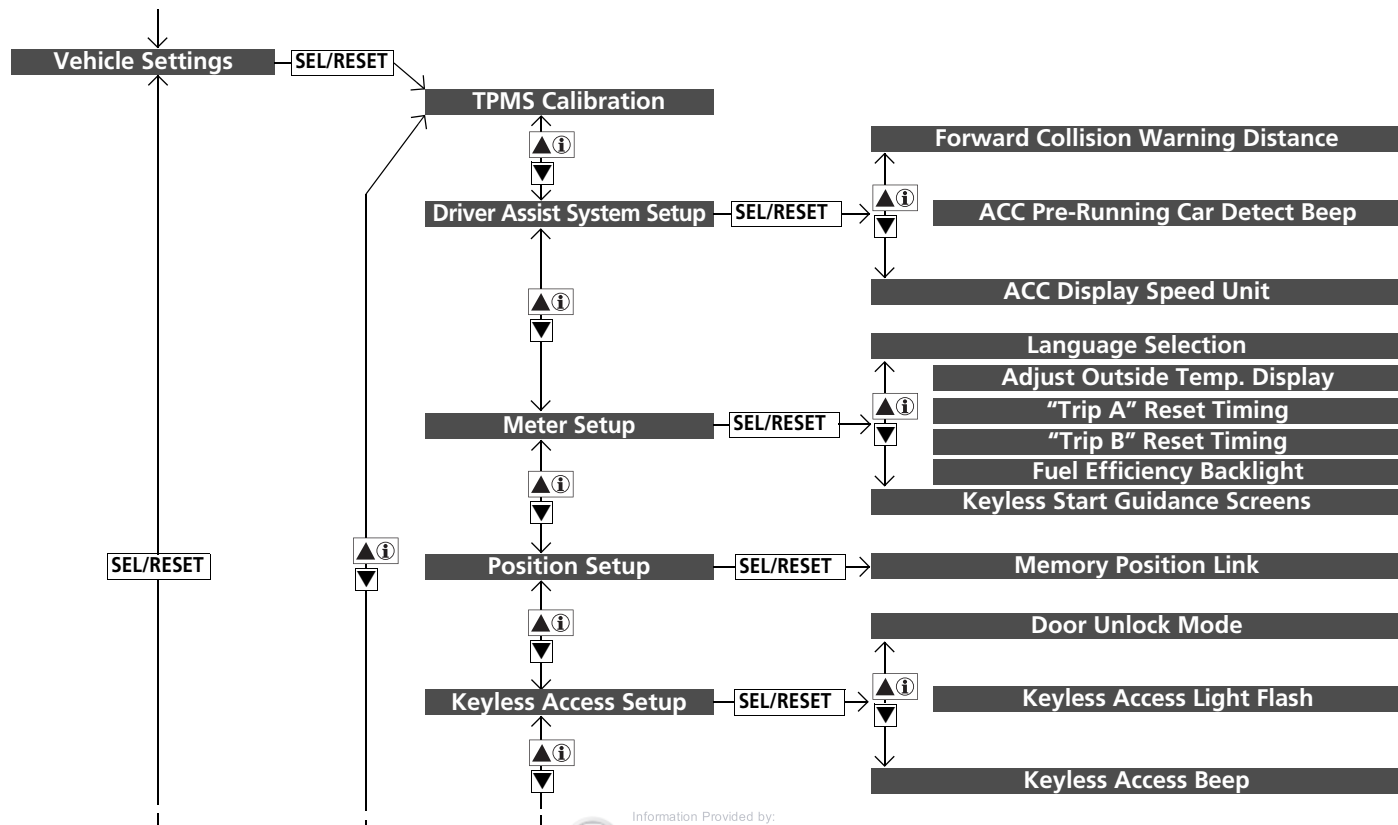 Vehicle Settings
SEL/RESET
TPMS Calibration
Forward Collision Warning Distance
Driver Assist System Setup
SEL/RESET
ACC Pre-Running Car Detect Beep
ACC Display Speed Unit
Language Selection
Adjust Outside Temp. Display
“Trip A” Reset Timing
Meter Setup
SEL/RESET
“Trip B” Reset Timing
Fuel Efficiency Backlight
Keyless Start Guidance Screens
SEL/RESET
Position Setup
SEL/RESET
Memory Position Link
Door Unlock Mode
Keyless Access Setup
SEL/RESET
Keyless Access Light Flash
Keyless Access Beep
Information Provided by: